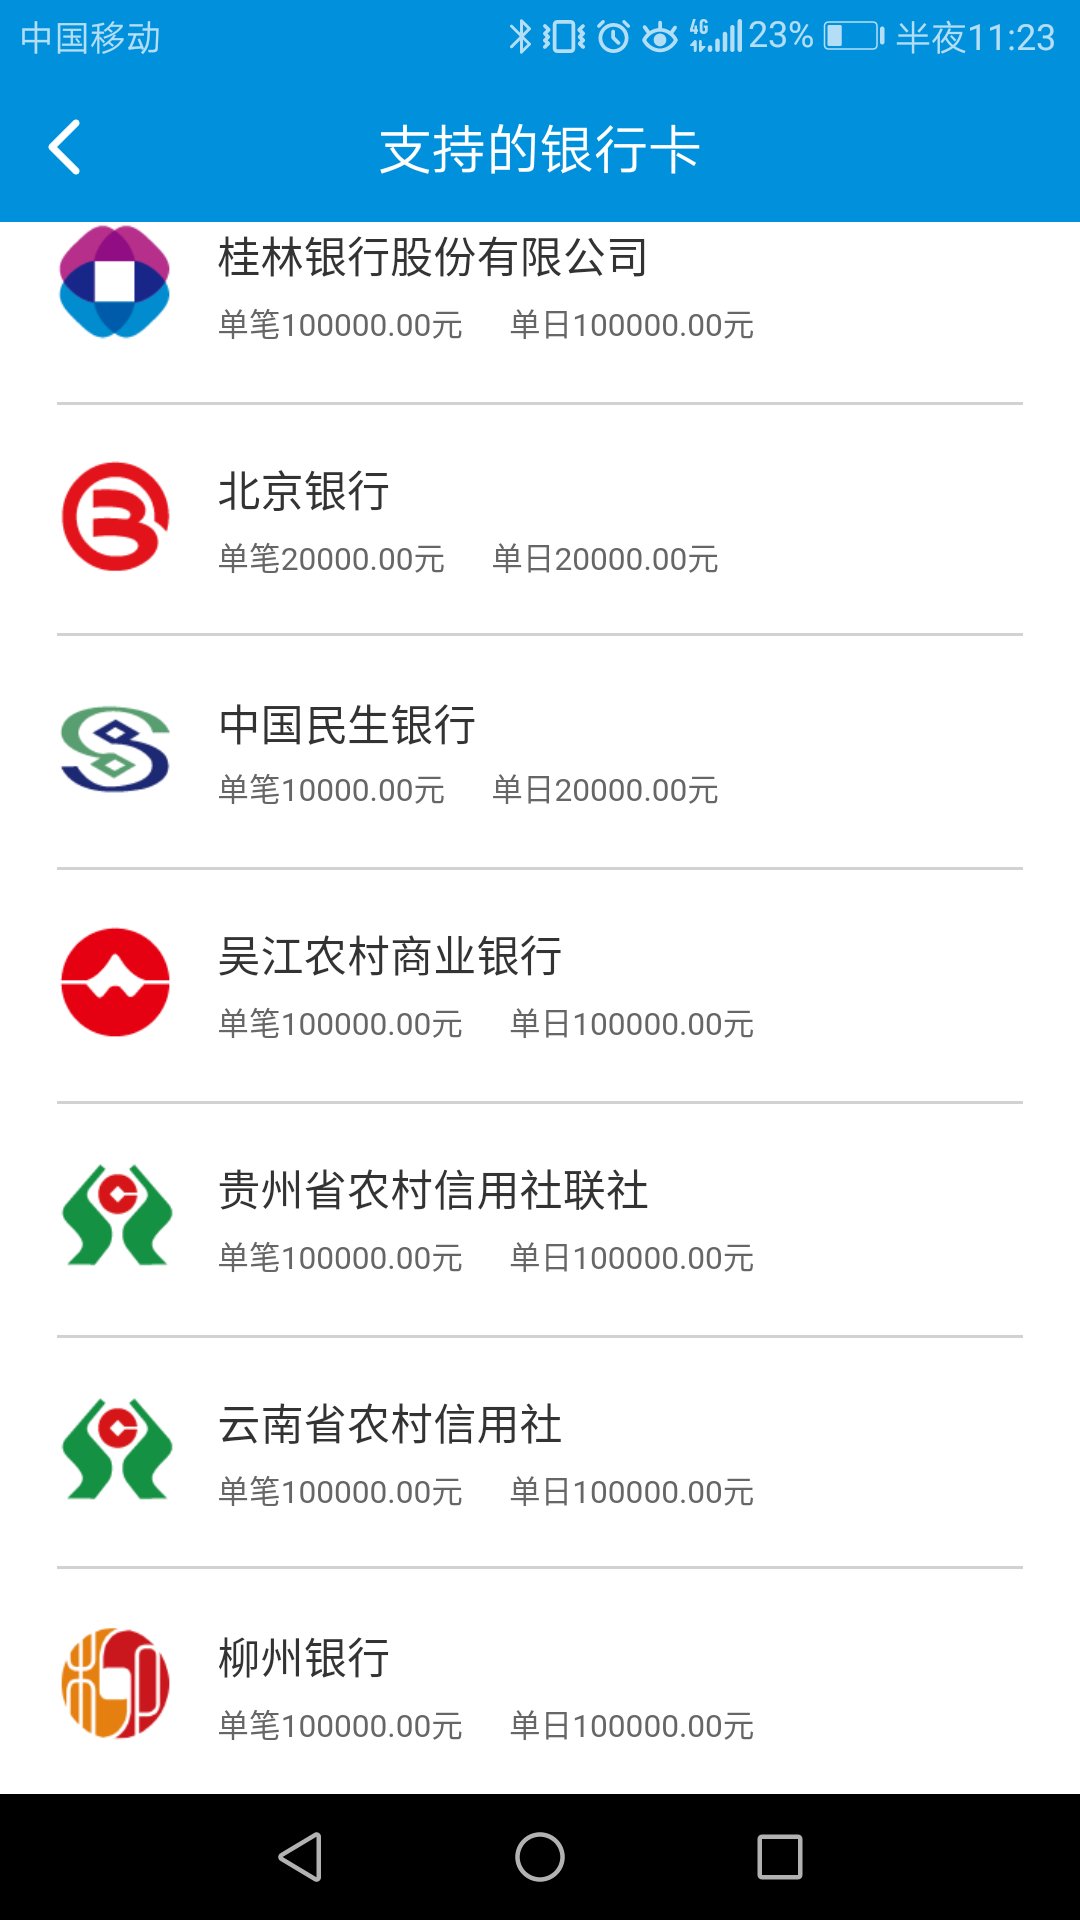 中国移动 4G 23% 半夜11:23
支持的银行卡
桂林银行股份有限公司
单笔100000.00元 单日100000.00元
北京银行
单笔20000.00元 单日20000.00元
中国民生银行
单笔10000.00元 单日20000.00元
吴江农村商业银行
单笔100000.00元 单日100000.00元
贵州省农村信用社联社
单笔100000.00元 单日100000.00元
云南省农村信用社
单笔100000.00元 单日100000.00元
柳州银行
单笔100000.00元 单日100000.00元